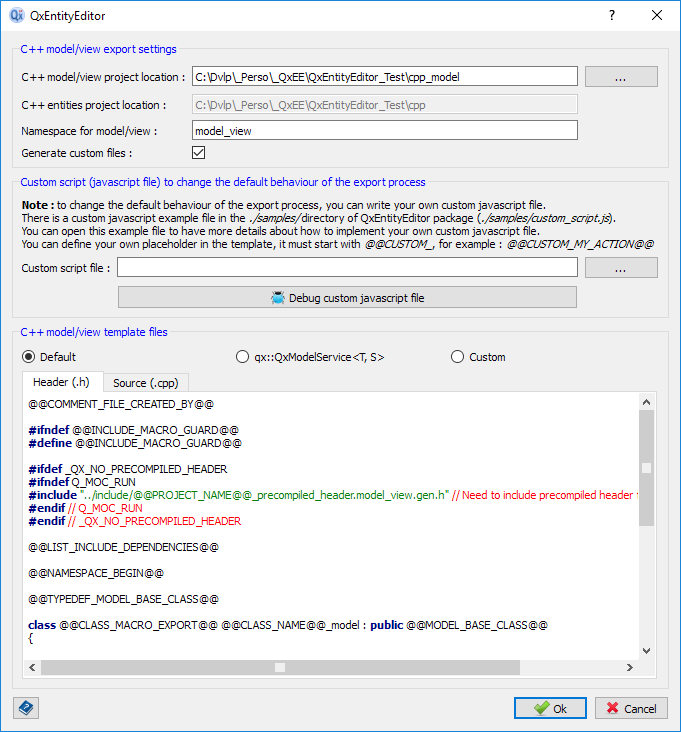 QxEntityEditor
C++ model/view export settings
C++ model/view project location :
C:\Dvlp\_Perso\_QxEE\QxEntityEditor_Test\cpp_model
...
C++ entities project location :
C:\Dvlp\_Perso\_QxEE\QxEntityEditor_Test\cpp
Namespace for model/view :
model_view
Generate custom files :
Custom script (javascript file) to change the default behaviour of the export process
Note : to change the default behaviour of the export process, you can write your own custom javascript file.
There is a custom javascript example file in the ./samples/ directory of QxEntityEditor package (./samples/custom_script.js).
You can open this example file to have more details about how to implement your own custom javascript file.
You can define your own placeholder in the template, it must start with @@CUSTOM_, for example : @@CUSTOM_MY_ACTION@@
Custom script file :
...
Debug custom javascript file
C++ model/view template files
Default
qx::QxModelService<T, S>
Custom
Header (.h)
Source (.cpp)
@@COMMENT_FILE_CREATED_BY@@
#ifndef @@INCLUDE_MACRO_GUARD@@
#define @@INCLUDE_MACRO_GUARD@@
#ifdef _QX_NO_PRECOMPILED_HEADER
#ifndef Q_MOC_RUN
#include "../include/@@PROJECT_NAME@@_precompiled_header.model_view.gen.h" // Need to include precompiled header
#endif // Q_MOC_RUN
#endif // _QX_NO_PRECOMPILED_HEADER
@@LIST_INCLUDE_DEPENDENCIES@@
@@NAMESPACE_BEGIN@@
@@TYPEDEF_MODEL_BASE_CLASS@@
class @@CLASS_MACRO_EXPORT@@ @@CLASS_NAME@@_model : public @@MODEL_BASE_CLASS@@
{
Ok
Cancel